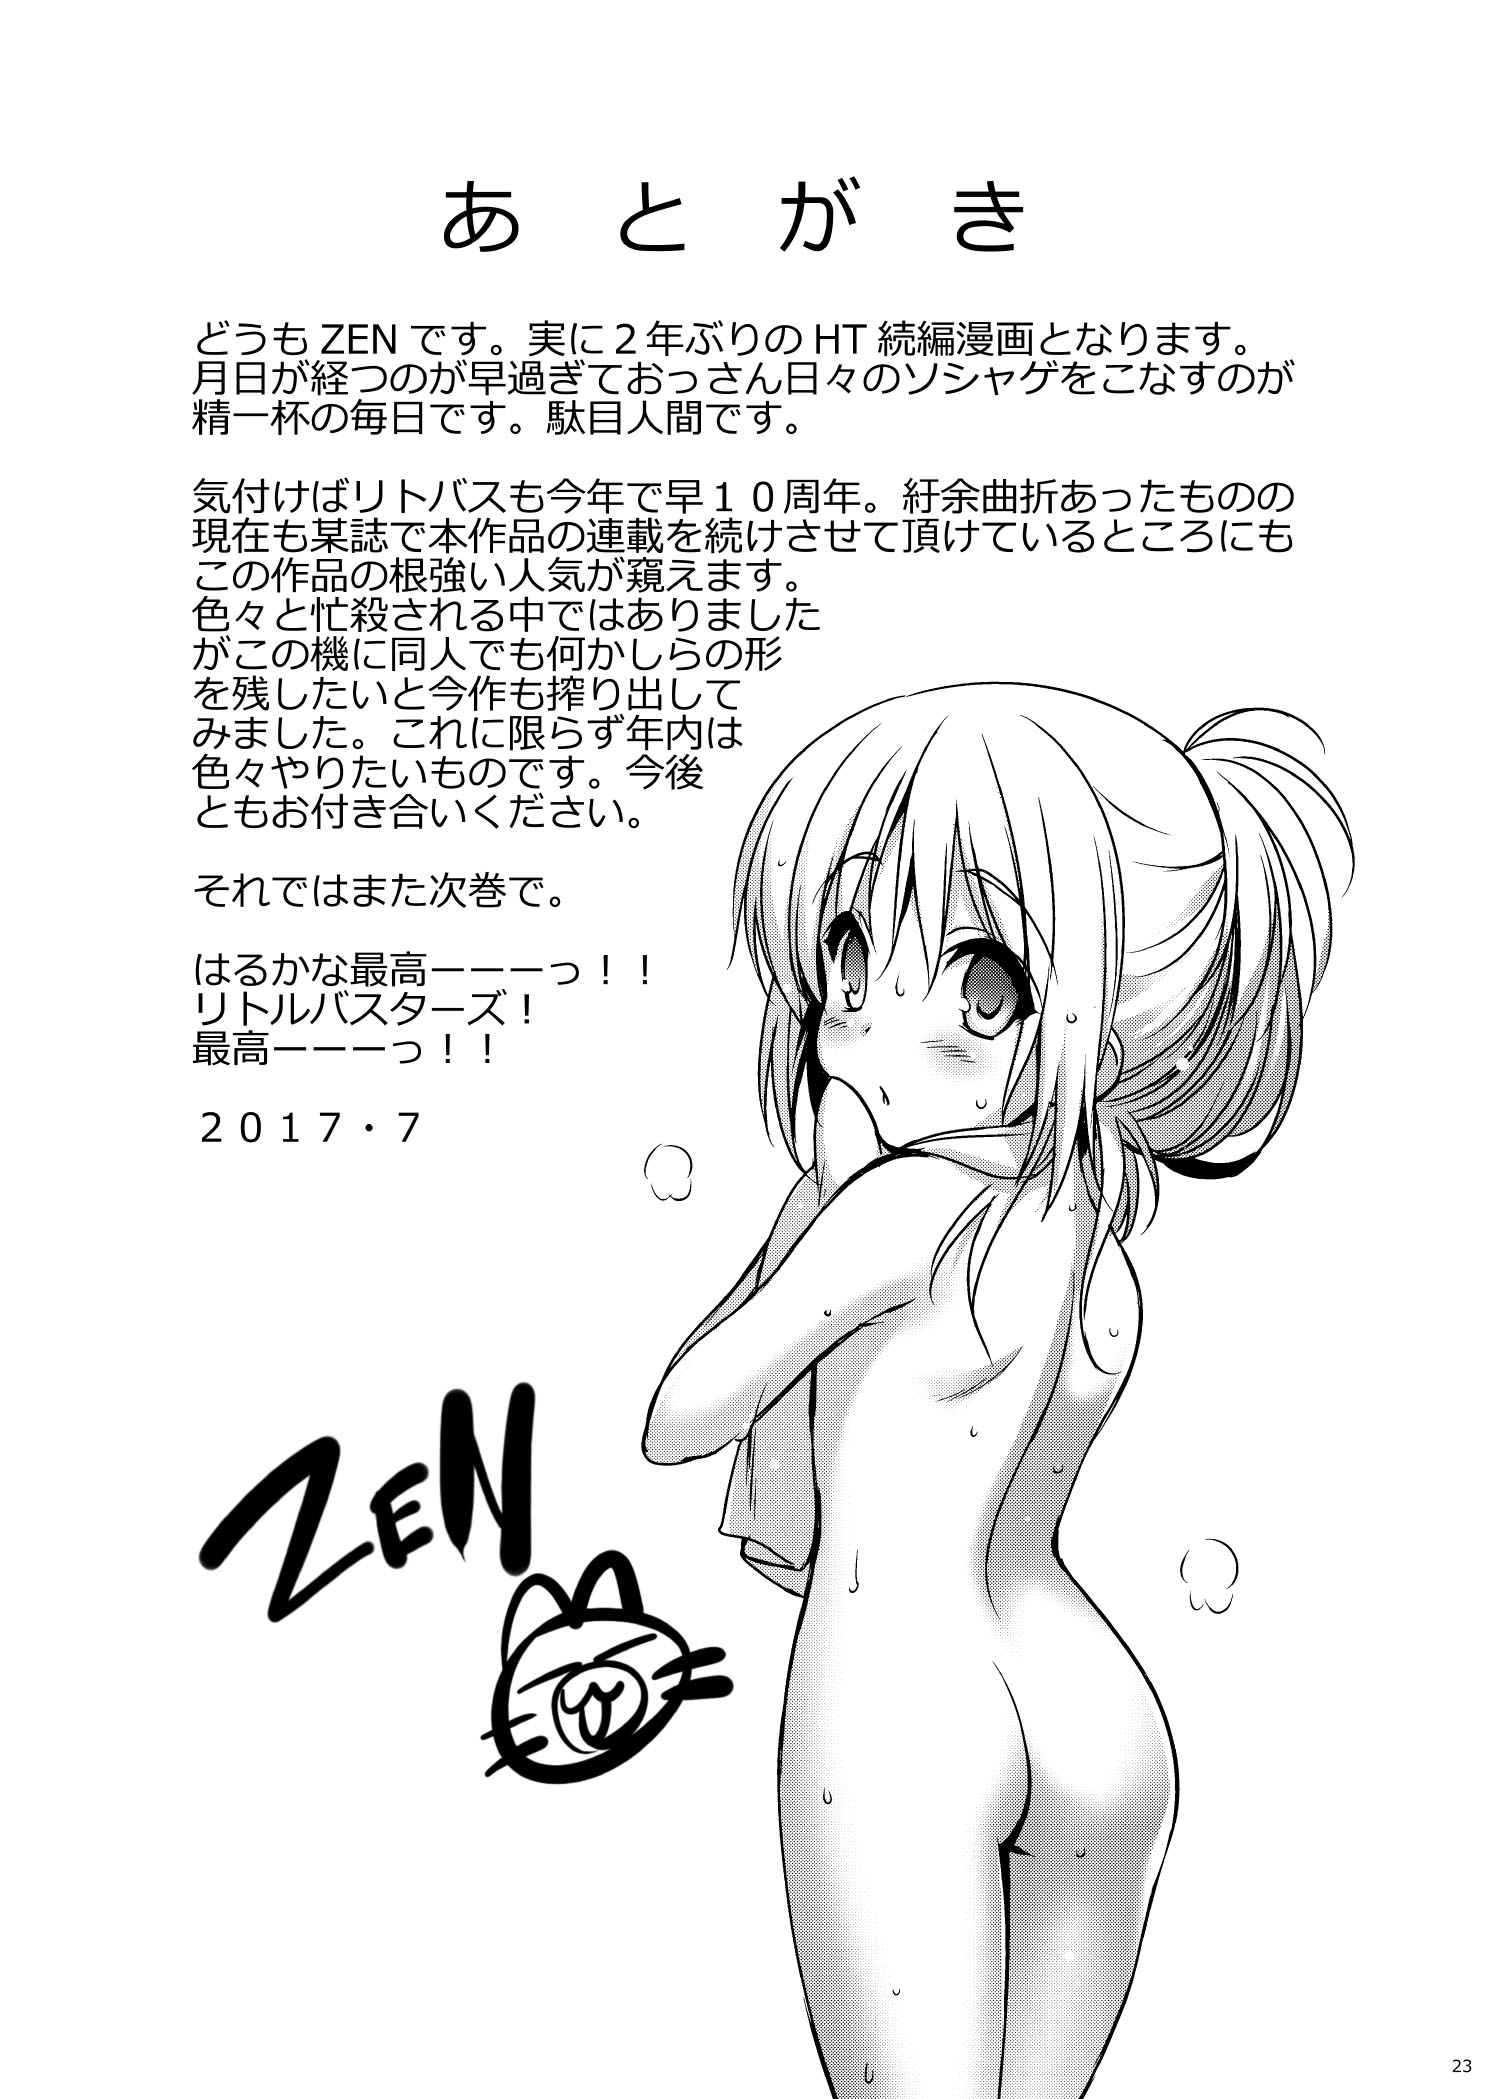 あとがき
どうも ZEN です。実に２年ぶりの HT 続編漫画となります。
月日が経つのが早過ぎておっさん日々のソシャゲをこなすのが
精一杯の毎日です。駄目人間です。
気付けばリトバスも今年で早１０周年。紆余曲折あったものの
現在も某誌で本作品の連載を続けさせて頂けているところにも
この作品の根強い人気が窺えます。
色々と忙殺される中ではありました
がこの機に同人でも何かしらの形
を残したいと今作も搾り出して
みました。これに限らず年内は
色々やりたいものです。今後
ともお付き合いください。
それではまた次巻で。
はるかな最高ーーーっ！！
リトルバスターズ！
最高ーーーっ！！
２０１７・７
ZEN
23